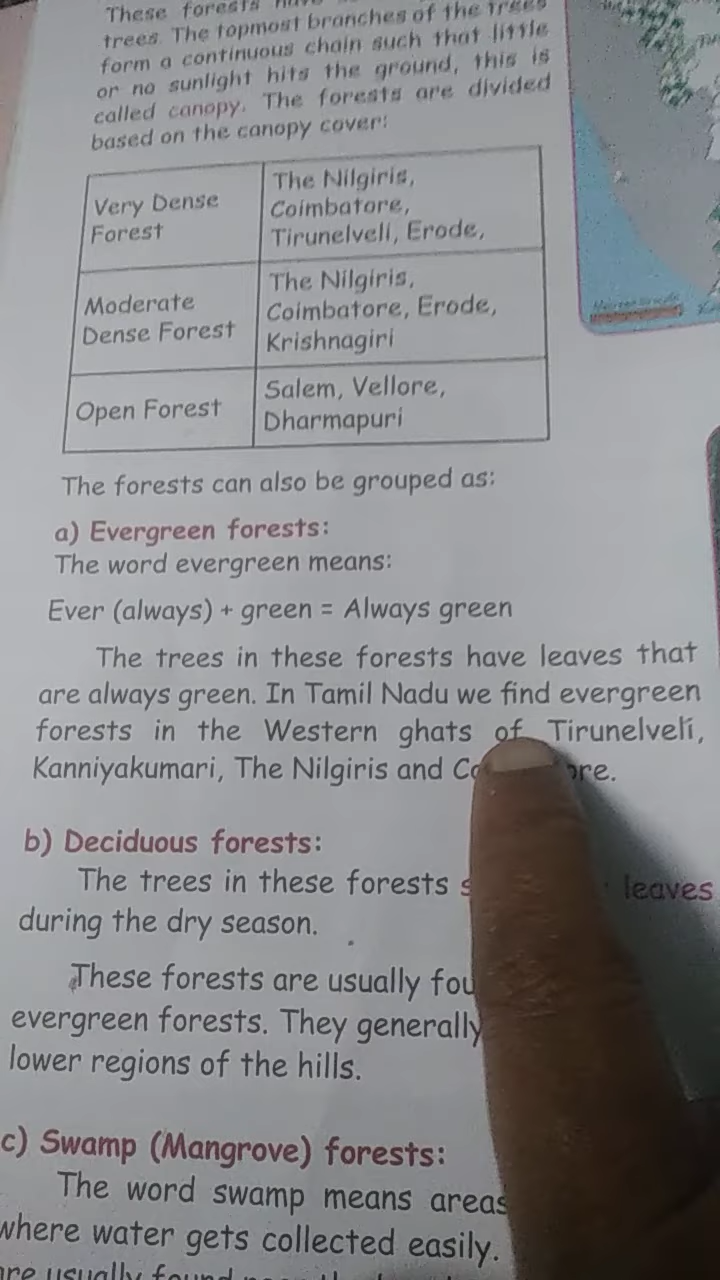 These forests
trees. The topmost branches of the trees
form a continuous chain such that little
or no sunlight hits the ground, this is
called canopy. The forests are divided
based on the canopy cover:
Very Dense
Forest
The Nilgiris,
Coimbatore,
Tirunelveli, Erode,
Moderate
Dense Forest
The Nilgiris,
Coimbatore, Erode,
Krishnagiri
Open Forest
Salem, Vellore,
Dharmapuri
The forests can also be grouped as:
a) Evergreen forests:
The word evergreen means:
Ever (always) + green = Always green
The trees in these forests have leaves that
are always green. In Tamil Nadu we find evergreen
forests in the Western ghats of Tirunelveli,
Kanniyakumari, The Nilgiris and
b) Deciduous forests:
The trees in these forests leaves
during the dry season.
These forests are usually
evergreen forests. They generally
lower regions of the hills.
c) Swamp (Mangrove) forests:
The word swamp means areas
where water gets collected easily.
usually